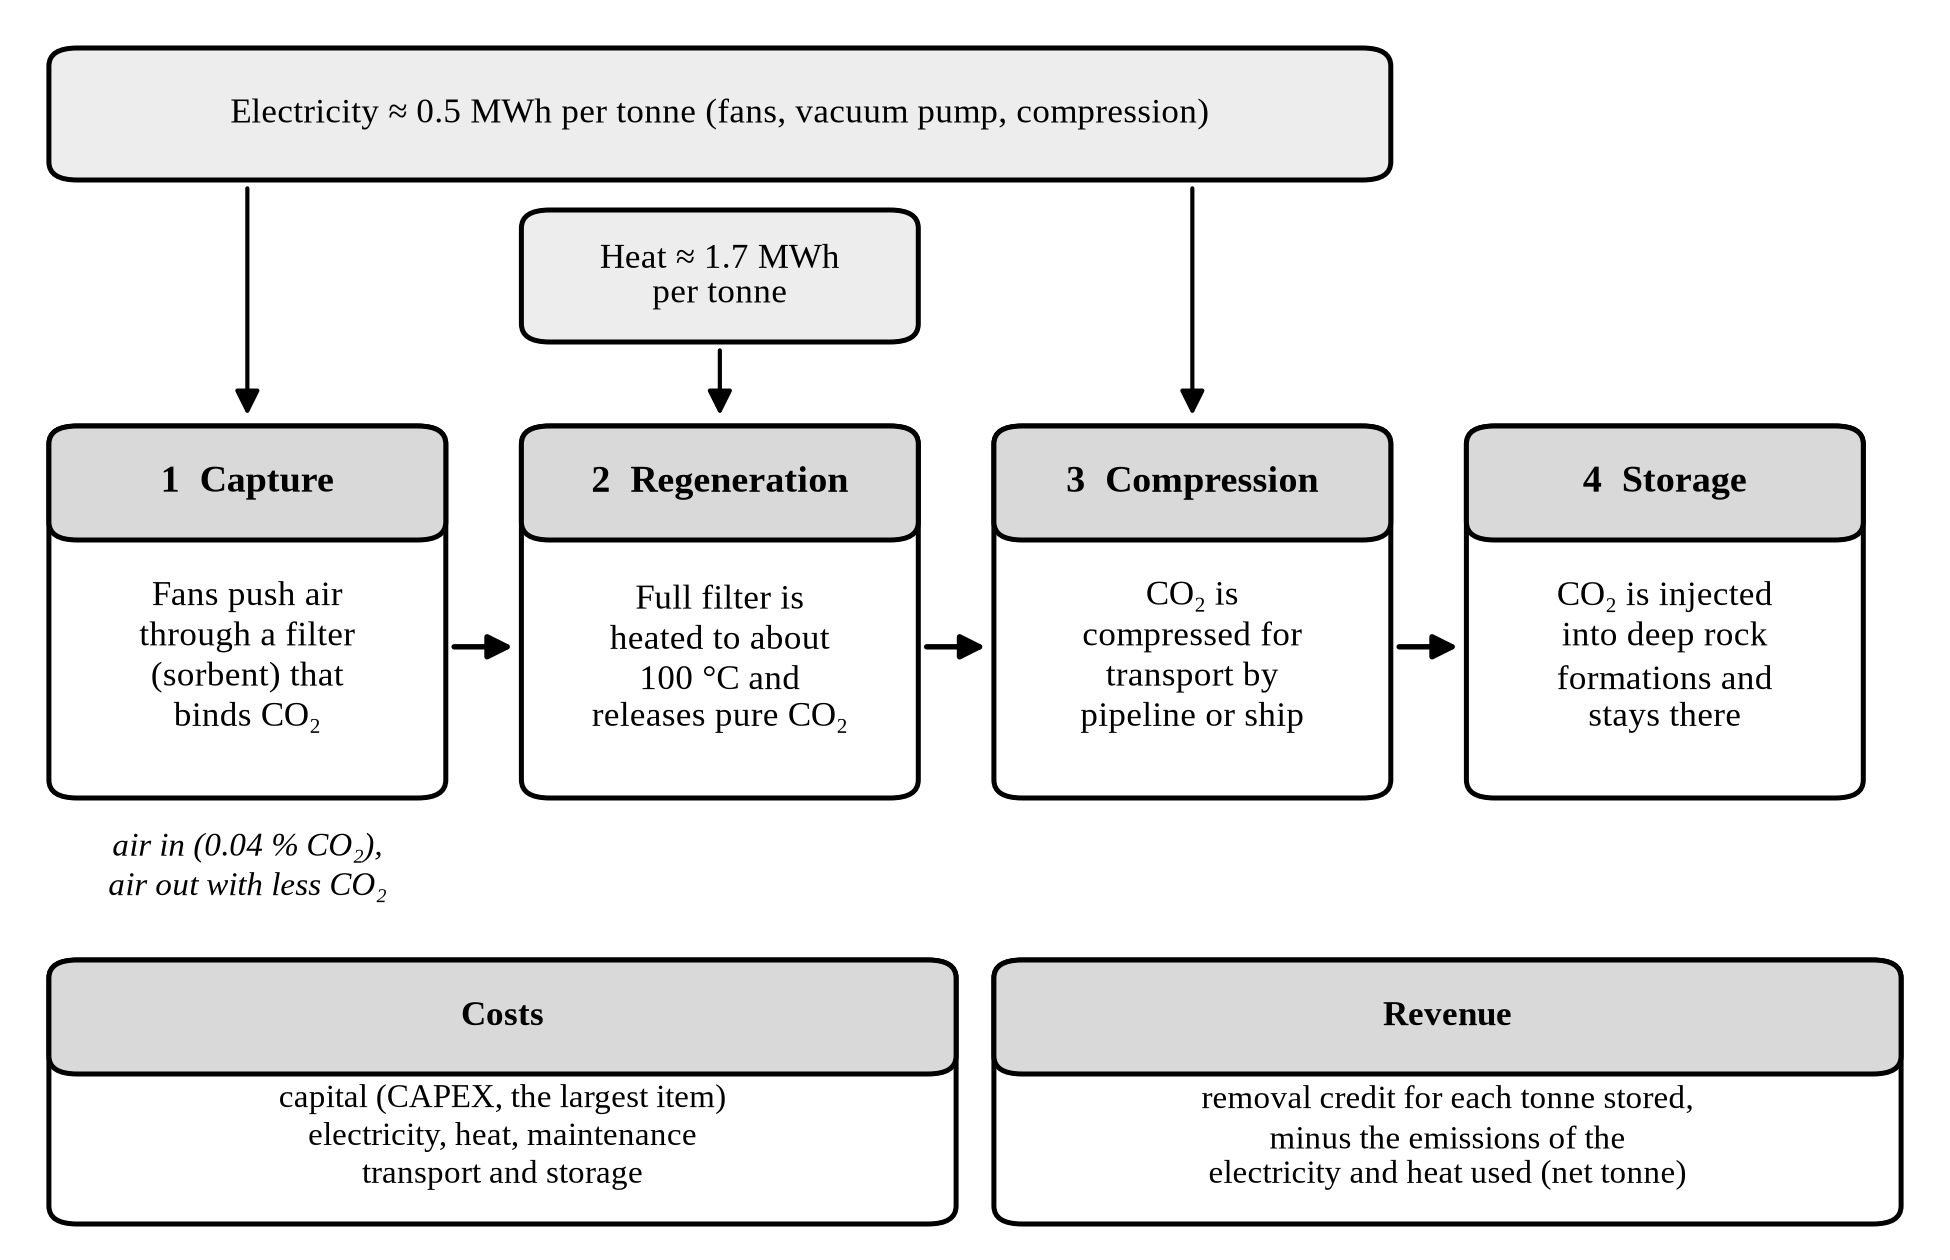 Electricity ≈ 0.5 MWh per tonne (fans, vacuum pump, compression)
Heat ≈ 1.7 MWh
per tonne
1 Capture
Fans push air
through a filter
(sorbent) that
binds CO₂
2 Regeneration
Full filter is
heated to about
100 °C and
releases pure CO₂
3 Compression
CO₂ is
compressed for
transport by
pipeline or ship
4 Storage
CO₂ is injected
into deep rock
formations and
stays there
air in (0.04 % CO₂),
air out with less CO₂
Costs
capital (CAPEX, the largest item)
electricity, heat, maintenance
transport and storage
Revenue
removal credit for each tonne stored,
minus the emissions of the
electricity and heat used (net tonne)